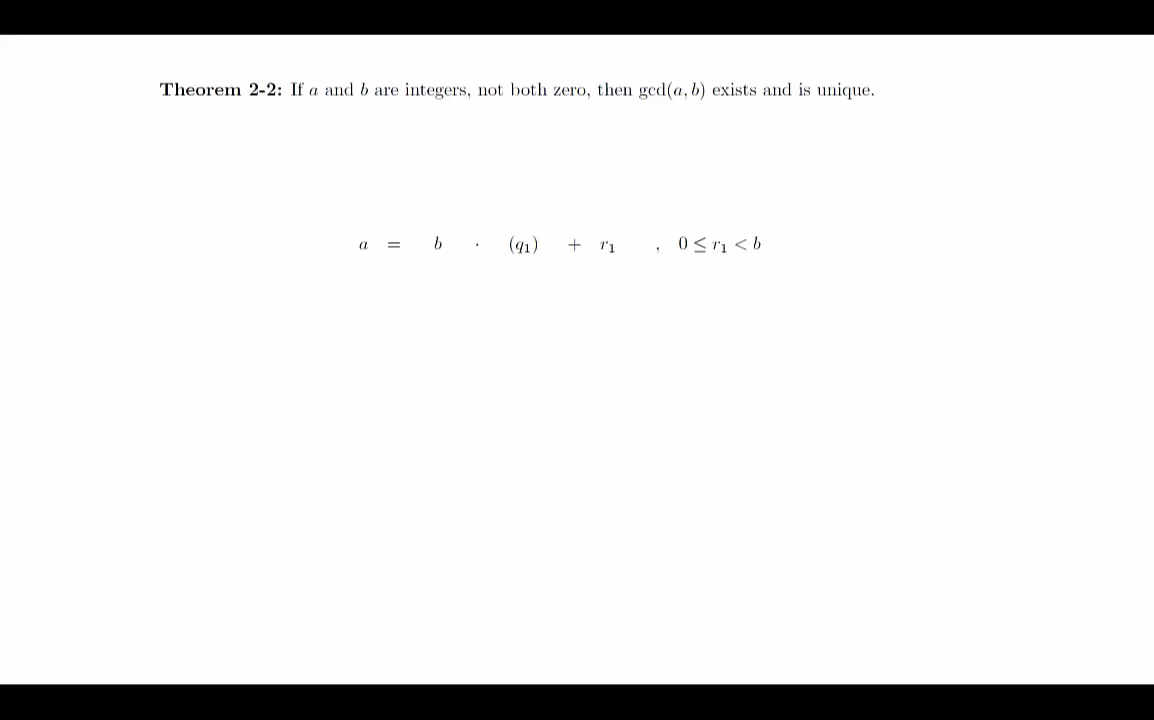 Theorem 2-2: If a and b are integers, not both zero, then gcd(a, b) exists and is unique.
a = b · (q₁) + r₁ , 0 ≤ r₁ < b